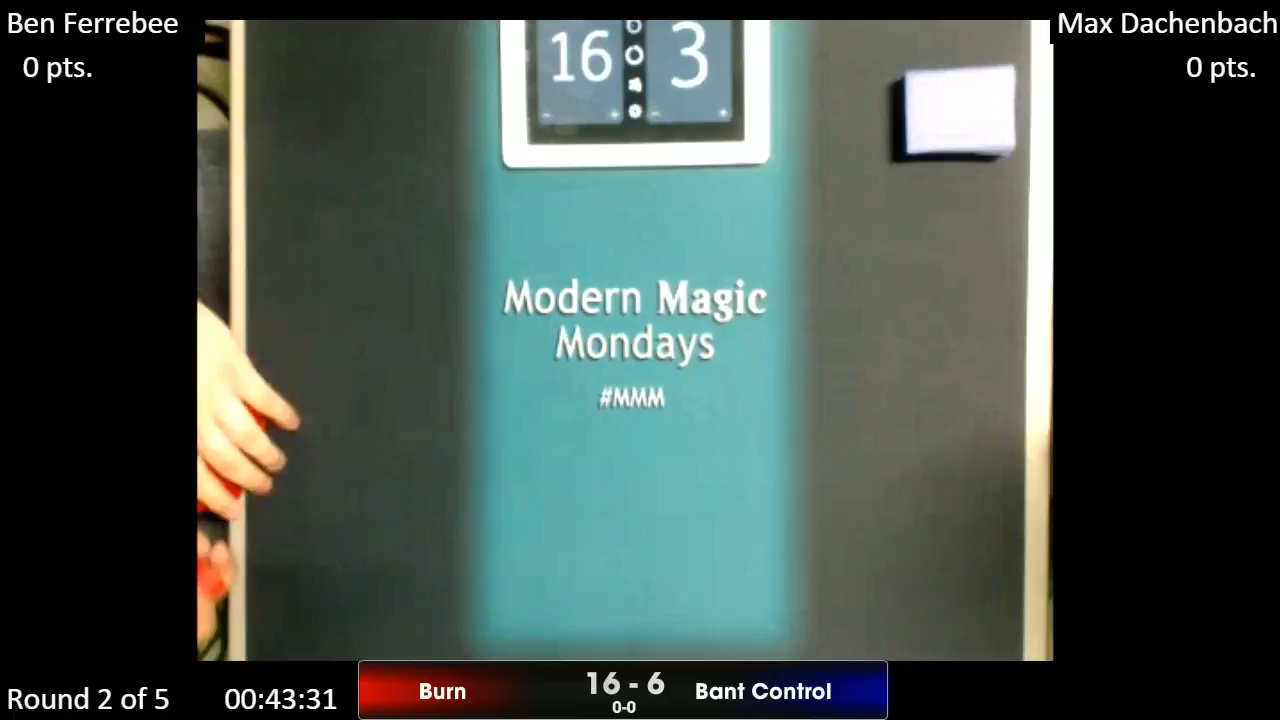 Ben Ferrebee
0 pts.
Max Dachenbach
0 pts.
16 3
- + - +
Modern Magic
Mondays
#MMM
Round 2 of 5
00:43:31
Burn
16 - 6
0-0
Bant Control